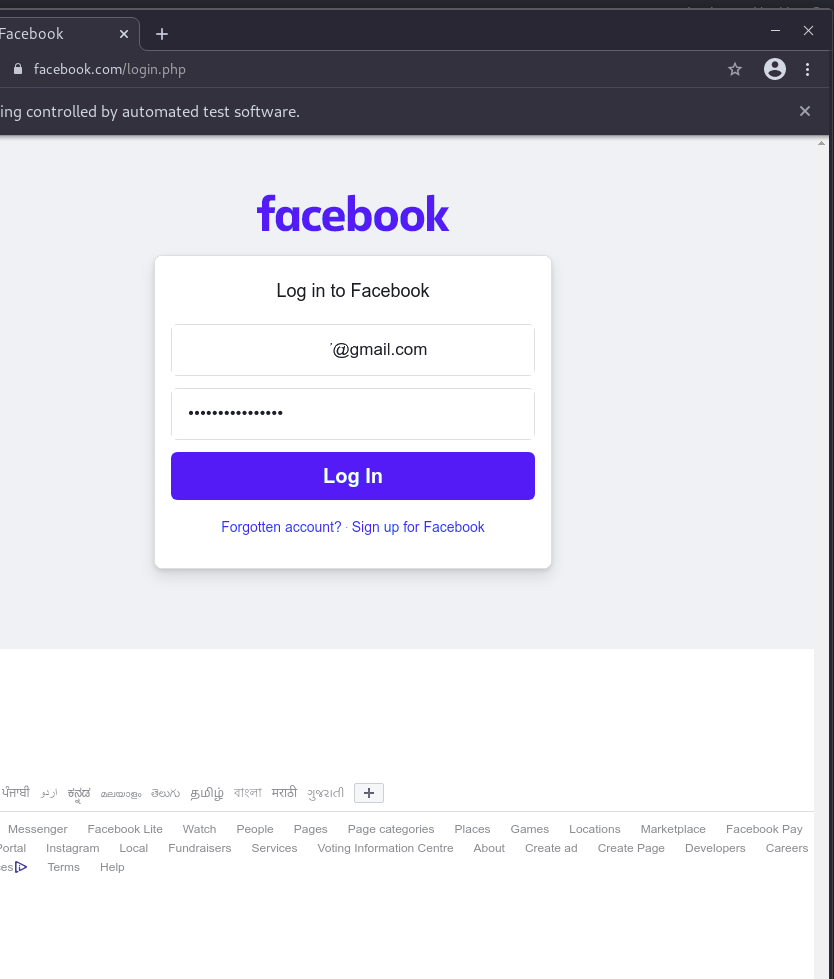 Facebook
facebook.com/login.php
ing controlled by automated test software.
facebook
Log in to Facebook
@gmail.com
••••••••••••••••
Log In
Forgotten account? · Sign up for Facebook
ਪੰਜਾਬੀ اردو ಕನ್ನಡ മലയാളം తెలుగు தமிழ் বাংলা मराठी ગુજરાતી
Messenger Facebook Lite Watch People Pages Page categories Places Games Locations Marketplace Facebook Pay
Portal Instagram Local Fundraisers Services Voting Information Centre About Create ad Create Page Developers Careers
es Terms Help